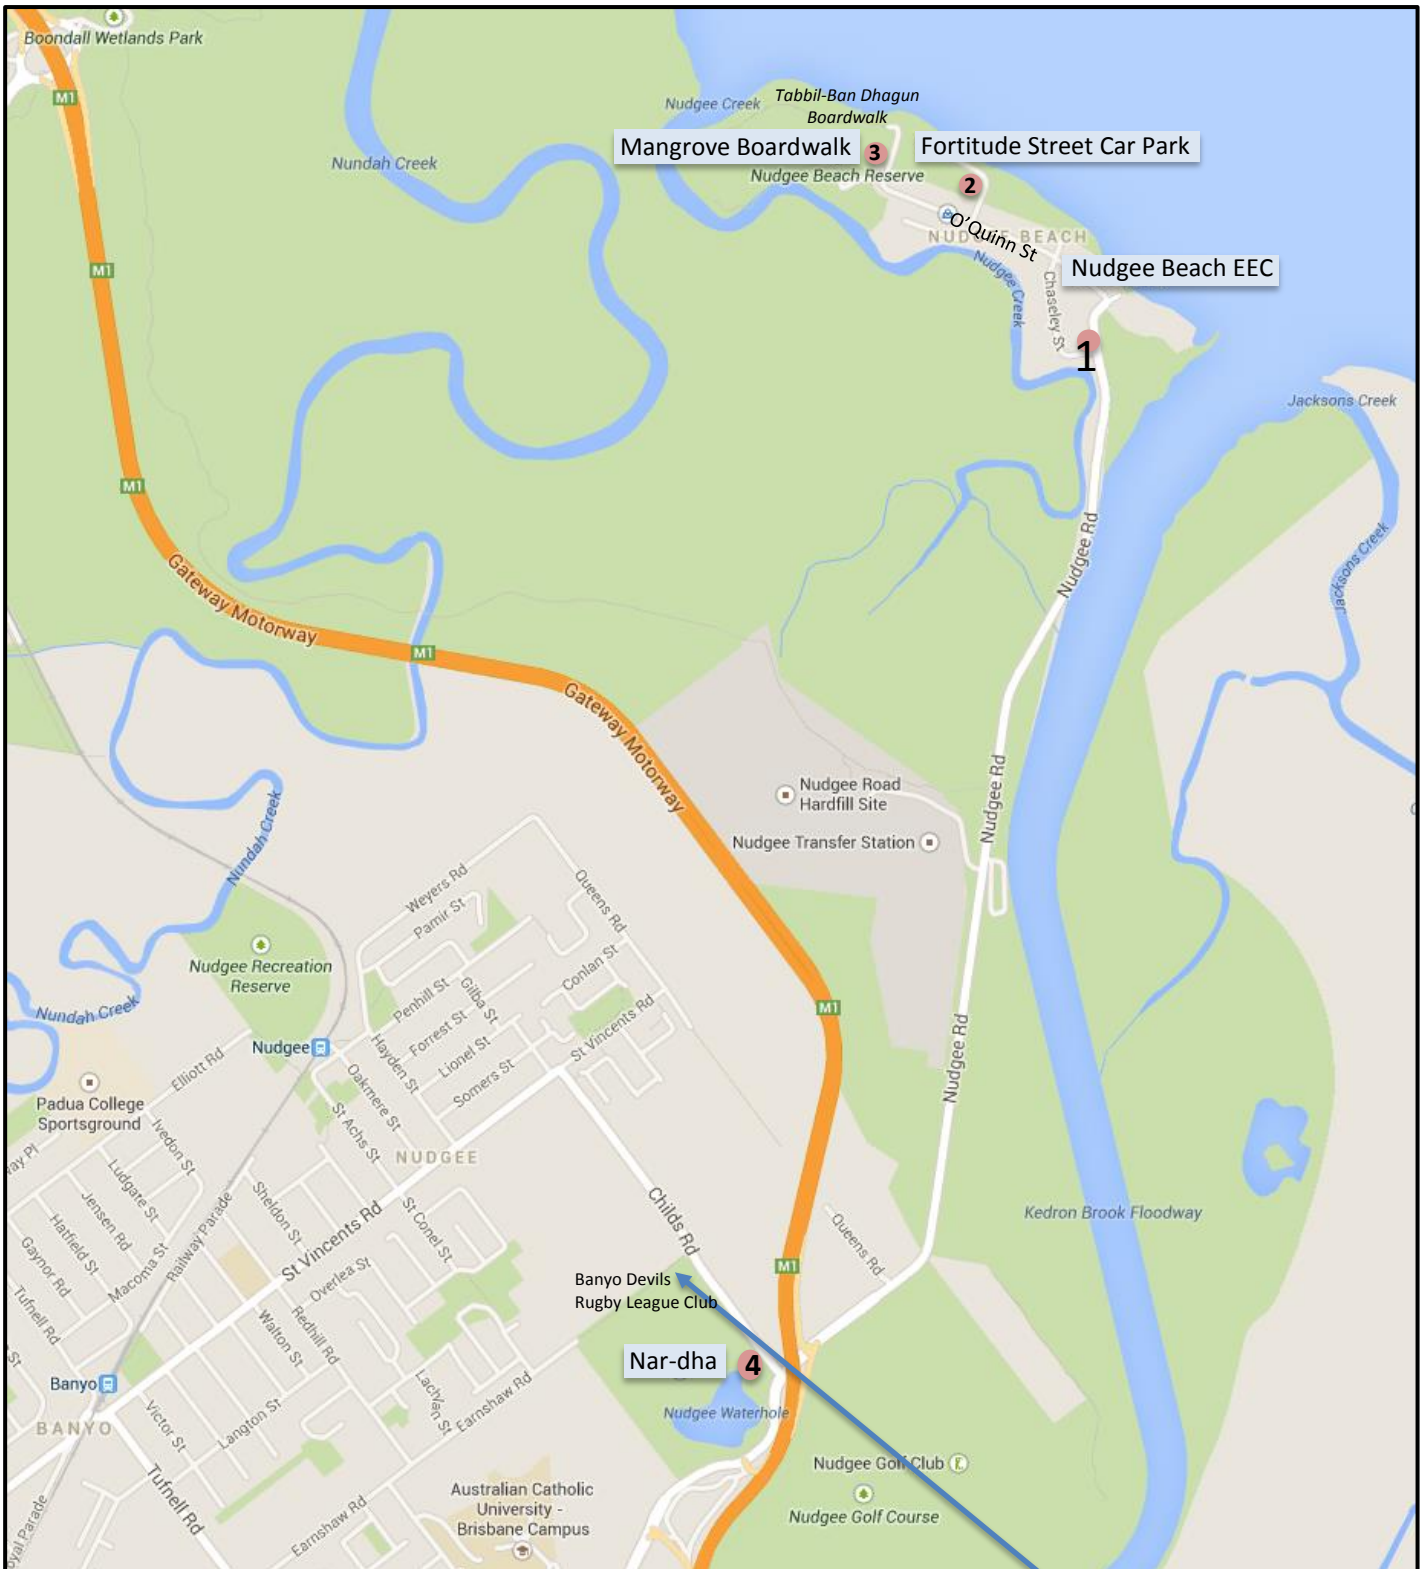 Boondall Wetlands Park
M1
Nundah Creek
Nudgee Creek
Tabbil-Ban Dhagun
Boardwalk
Mangrove Boardwalk
3
Fortitude Street Car Park
Nudgee Beach Reserve
2
O'Quinn St
NUDGEE BEACH
Nudgee Creek
Chaseley St
Nudgee Beach EEC
1
M1
Jacksons Creek
M1
Jacksons Creek
Nudgee Rd
Gateway Motorway
M1
Gateway Motorway
Nudgee Rd
Nudgee Road
Hardfill Site
Nudgee Transfer Station
Nundah Creek
Weyers Rd
Pamir St
Queens Rd
Nudgee Recreation
Reserve
Conlan St
Penhill St
Gilba St
Nundah Creek
M1
Forrest St
St Vincents Rd
Nudgee
Hayden St
Lionel St
Elliott Rd
Oakmere St
Somers St
Nudgee Rd
Padua College
Sportsground
Ivedon St
St Achs St
NUDGEE
Ludgate St
Jensen Rd
Hatfield St
Gaynor Rd
Tufnell Rd
Macoma St
Railway Parade
Sheldon St
St Vincents Rd
St Conel St
Childs Rd
Queens Rd
Kedron Brook Floodway
Overlea St
M1
Banyo Devils
Rugby League Club
Walton St
Redhill Rd
Nar-dha
4
Banyo
BANYO
Victor St
Langton St
Lachlan St
Earnshaw Rd
Nudgee Waterhole
Tufnell Rd
Nudgee Golf Club
Australian Catholic
University -
Brisbane Campus
Nudgee Golf Course
Earnshaw Rd